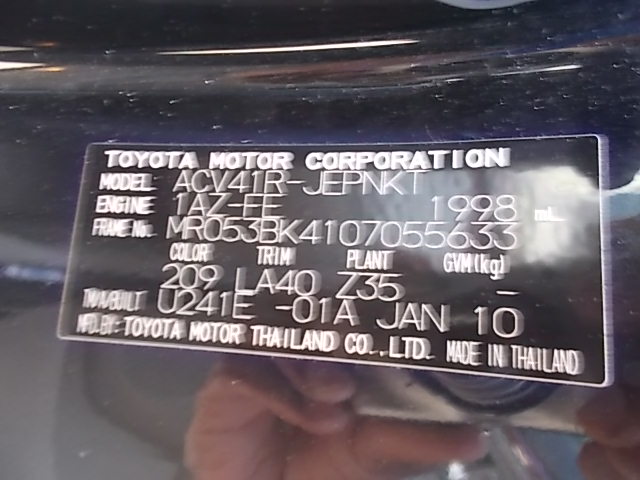 TOYOTA MOTOR CORPORATION
MODEL ACV41R-JEPNKT
ENGINE 1AZ-FE 1998 mL
FRAME No. MR053BK4107055633
COLOR TRIM PLANT GVM(kg)
209 LA40 Z35 -
TM/A/BUILT U241E -01A JAN 10
MFD.BY: TOYOTA MOTOR THAILAND CO.,LTD. MADE IN THAILAND